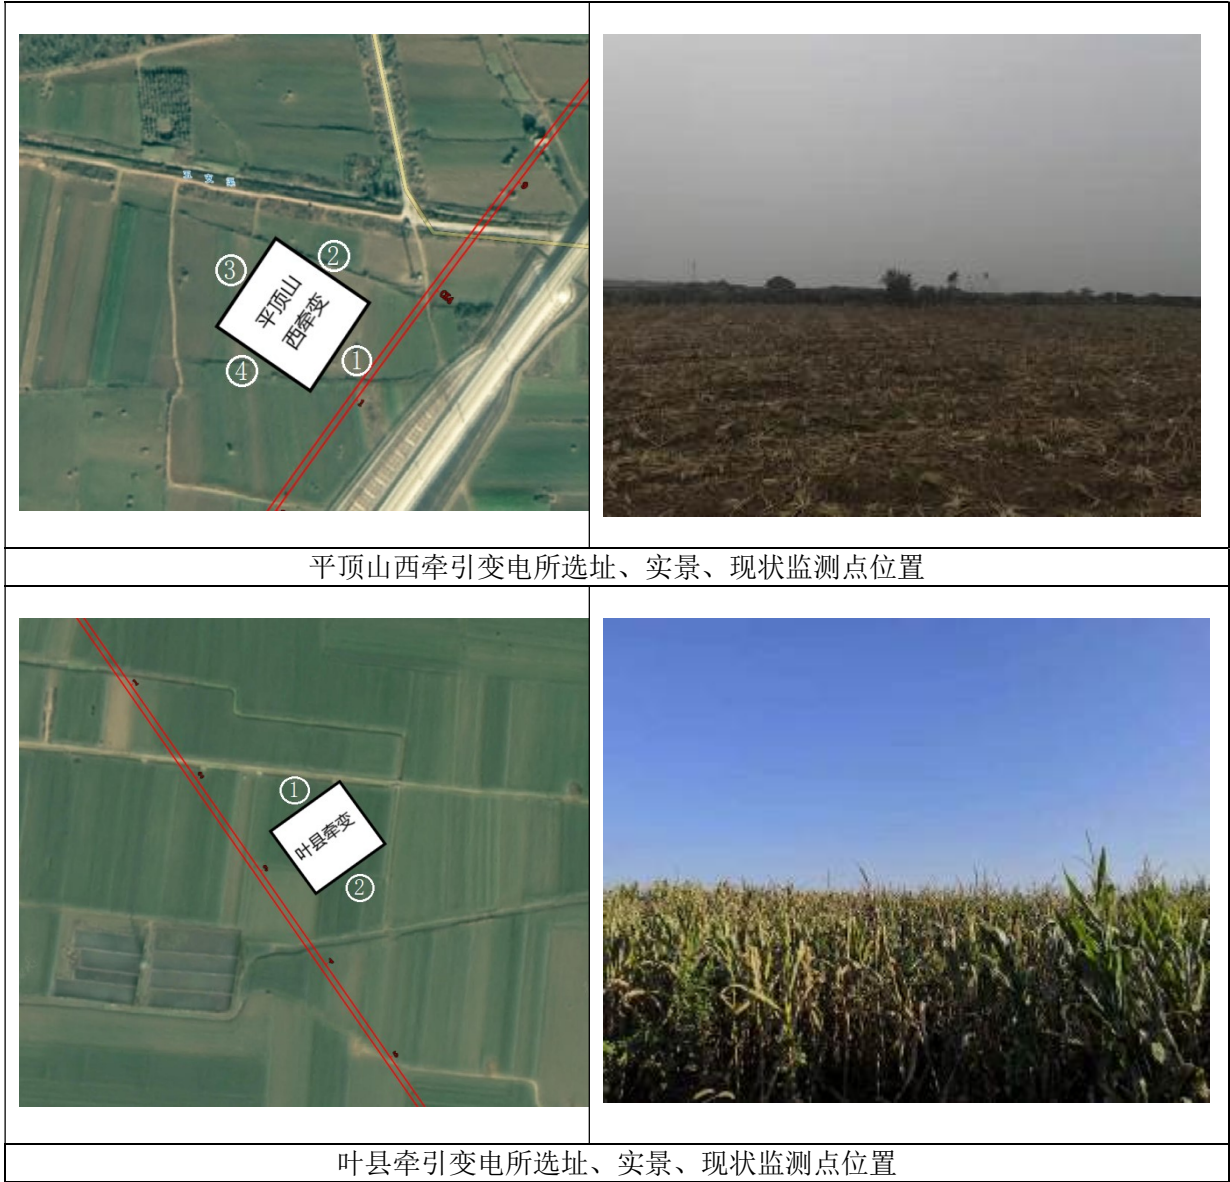 ②
③
平顶山
西牵变
①
④
平顶山西牵引变电所选址、实景、现状监测点位置
①
叶县牵变
②
叶县牵引变电所选址、实景、现状监测点位置